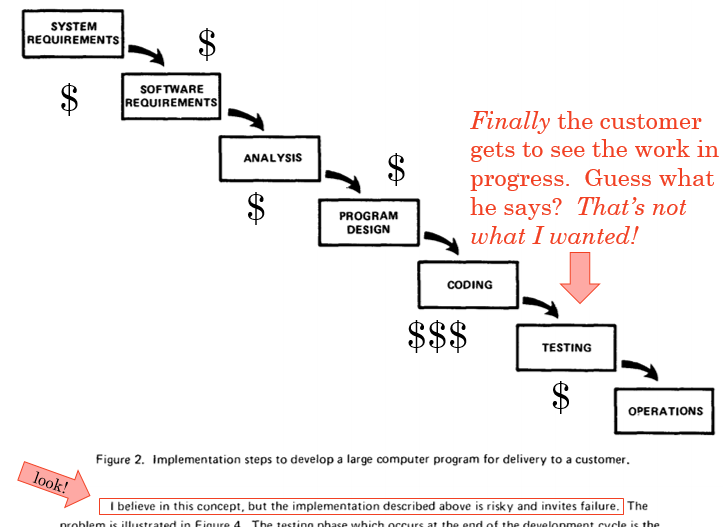 SYSTEM
REQUIREMENTS
$
$
SOFTWARE
REQUIREMENTS
ANALYSIS
$
$
PROGRAM
DESIGN
Finally the customer
gets to see the work in
progress. Guess what
he says? That's not
what I wanted!
CODING
$$$
TESTING
$
OPERATIONS
Figure 2. Implementation steps to develop a large computer program for delivery to a customer.
look!
I believe in this concept, but the implementation described above is risky and invites failure. The
problem is illustrated in Figure 4. The testing phase which occurs at the end of the development cycle is the